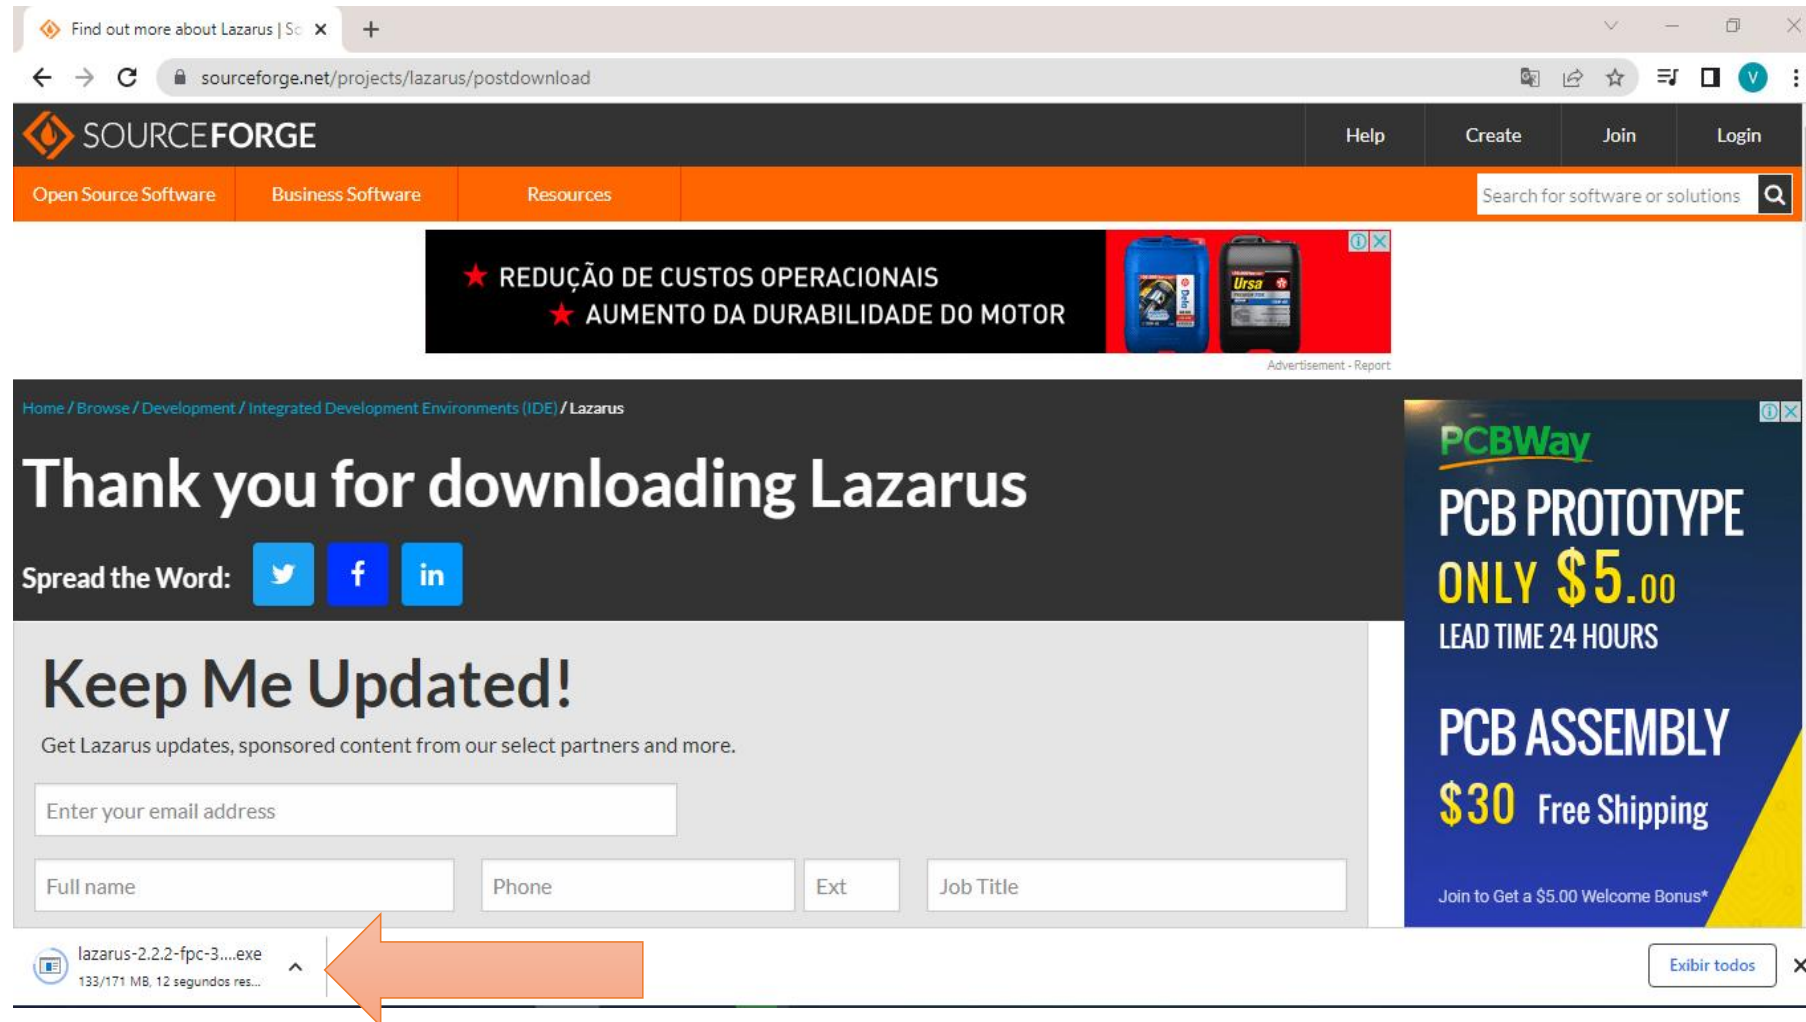 Find out more about Lazarus | So
sourceforge.net/projects/lazarus/postdownload
V
SOURCEFORGE
Help
Create
Join
Login
Open Source Software
Business Software
Resources
Search for software or solutions
REDUÇÃO DE CUSTOS OPERACIONAIS
AUMENTO DA DURABILIDADE DO MOTOR
Delo
Ursa
Advertisement - Report
Home / Browse / Development / Integrated Development Environments (IDE) / Lazarus
Thank you for downloading Lazarus
Spread the Word:
f
in
PCBWay
PCB PROTOTYPE
ONLY $5.00
LEAD TIME 24 HOURS
PCB ASSEMBLY
$30 Free Shipping
Join to Get a $5.00 Welcome Bonus*
Keep Me Updated!
Get Lazarus updates, sponsored content from our select partners and more.
Enter your email address
Full name
Phone
Ext
Job Title
lazarus-2.2.2-fpc-3....exe
133/171 MB, 12 segundos res...
Exibir todos